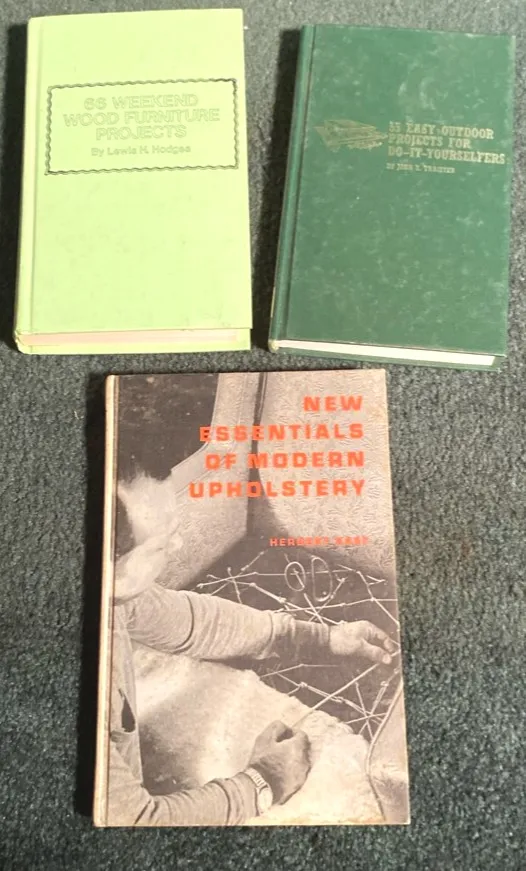 66 WEEKEND
WOOD FURNITURE
PROJECTS
By Lewis H. Hodges
55 EASY OUTDOOR
PROJECTS FOR
DO-IT-YOURSELFERS
BY JOHN E. TRAISTER
NEW
ESSENTIALS
OF MODERN
UPHOLSTERY
HERBERT BAST